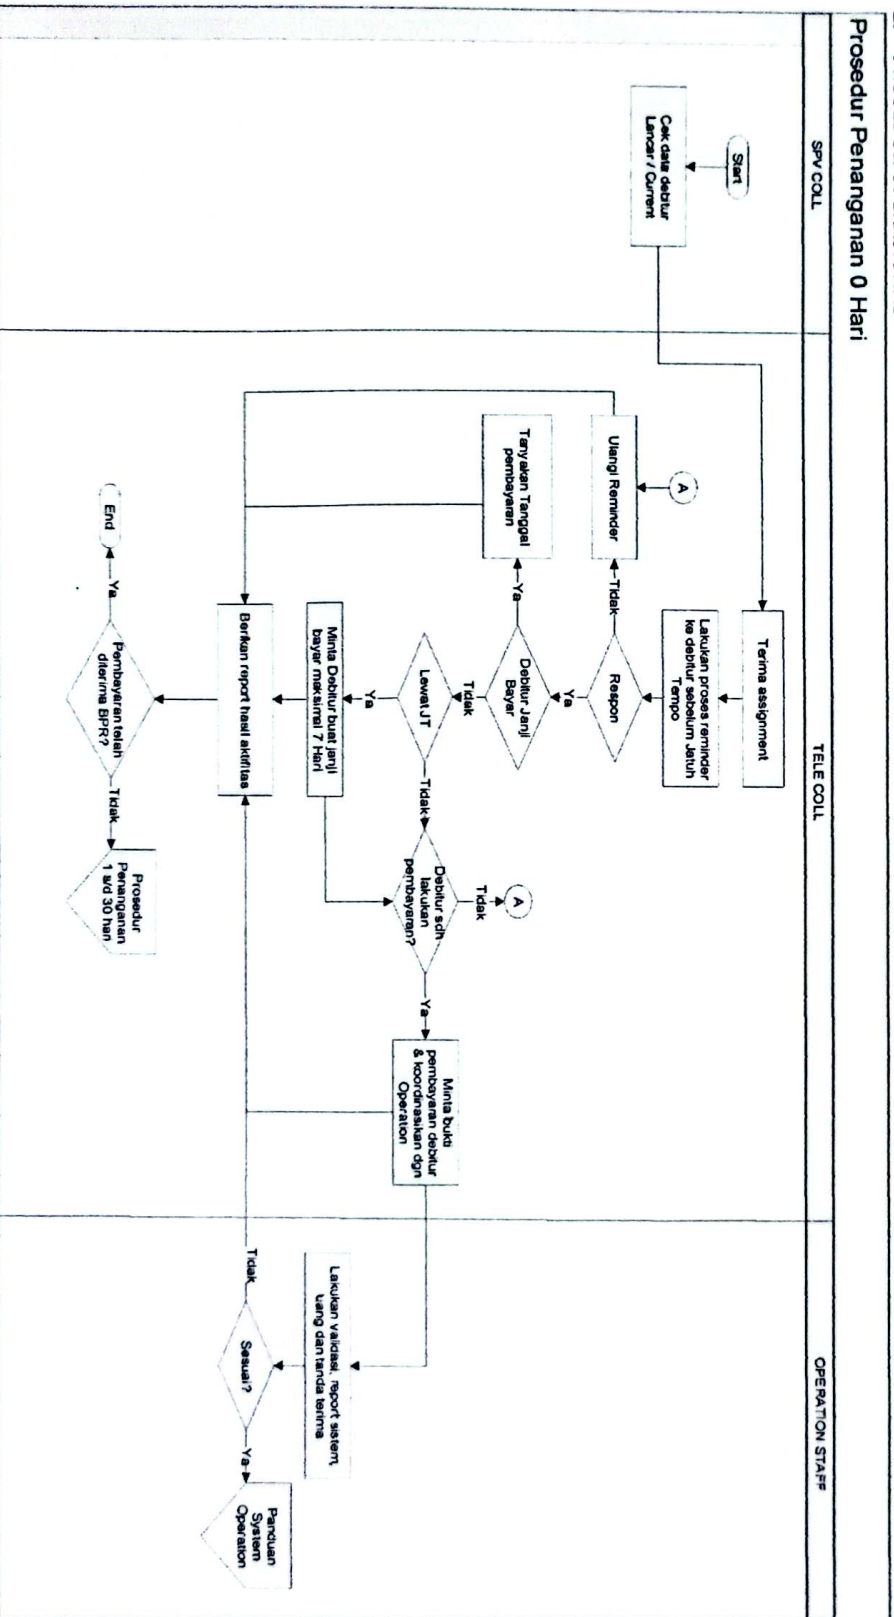 Prosedur Penanganan 0 Hari
SPV COLL
TELE COLL
OPERATION STAFF
Start
Cek data debitur
Lancar / Current
Terima assignment
Lakukan proses reminder
ke debitur sebelum Jatuh
Tempo
A
Ulangi Reminder
Tidak
Respon
Ya
Tanyakan Tanggal
pembayaran
Ya
Debitur Janji
Bayar
Tidak
Lewat JT
Tidak
Ya
A
Tidak
Debitur sdh
lakukan
pembayaran?
Ya
Minta bukti
pembayaran debitur
& koordinasikan dgn
Operation
Minta Debitur buat janji
bayar maksimal 7 Hari
Lakukan validasi, report sistem,
uang dan tanda terima
Berikan report hasil aktifitas
Tidak
Sesuai?
Ya
Panduan
System
Operation
End
Ya
Pembayaran telah
diterima BPR?
Tidak
Prosedur
Penanganan
1 s/d 30 hari